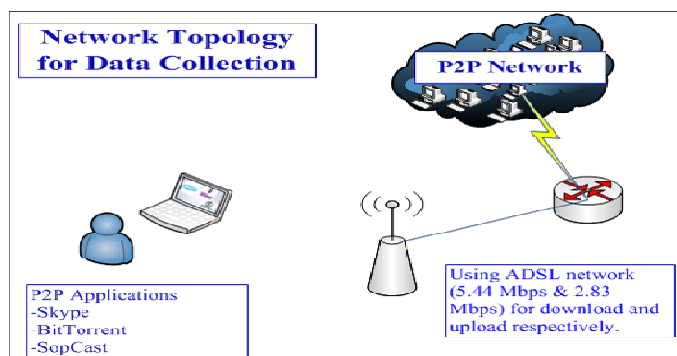 Network Topology
for Data Collection
P2P Network
P2P Applications
-Skype
-BitTorrent
-SopCast
Using ADSL network
(5.44 Mbps & 2.83
Mbps) for download and
upload respectively.